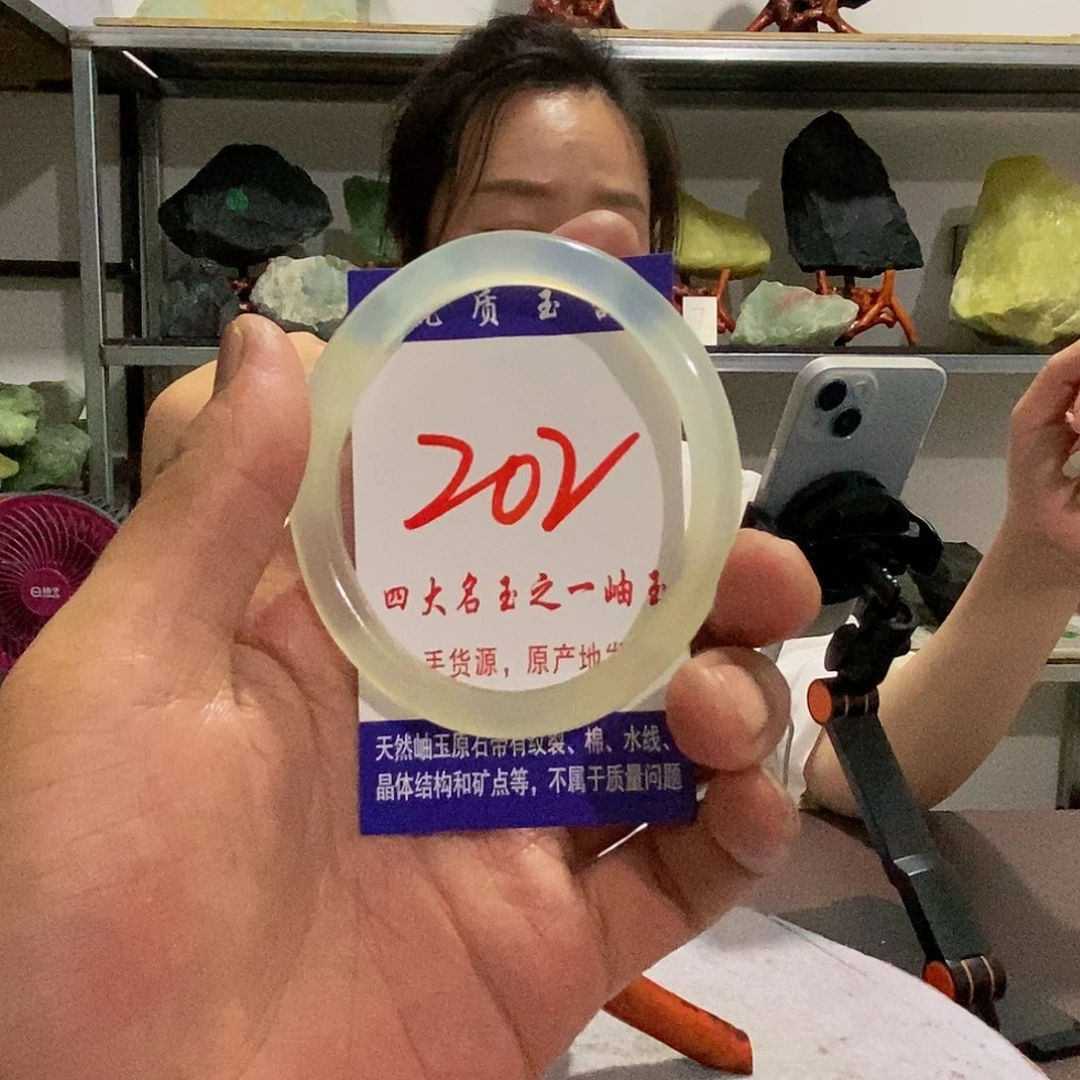 质玉
202
四大名玉之一岫玉
手货源，原产地
天然岫玉原石带有纹裂、棉、水线、
晶体结构和矿点等，不属于质量问题
7